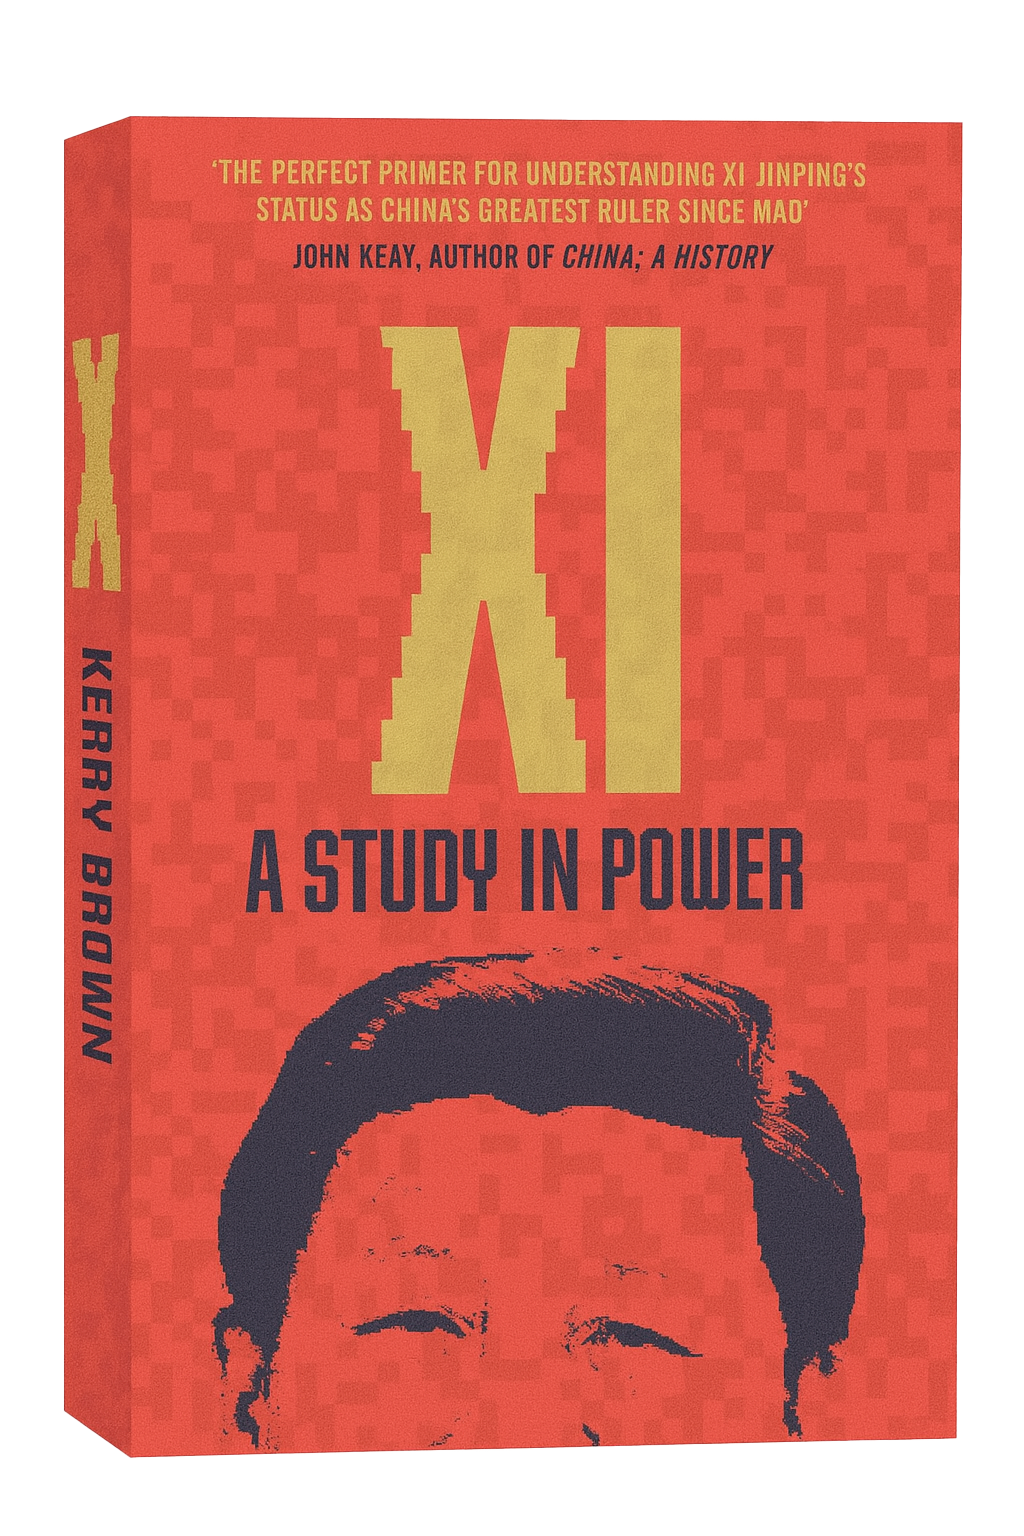 ‘THE PERFECT PRIMER FOR UNDERSTANDING XI JINPING’S
STATUS AS CHINA’S GREATEST RULER SINCE MAD’
JOHN KEAY, AUTHOR OF CHINA; A HISTORY
XI
A STUDY IN POWER
X
KERRY BROWN